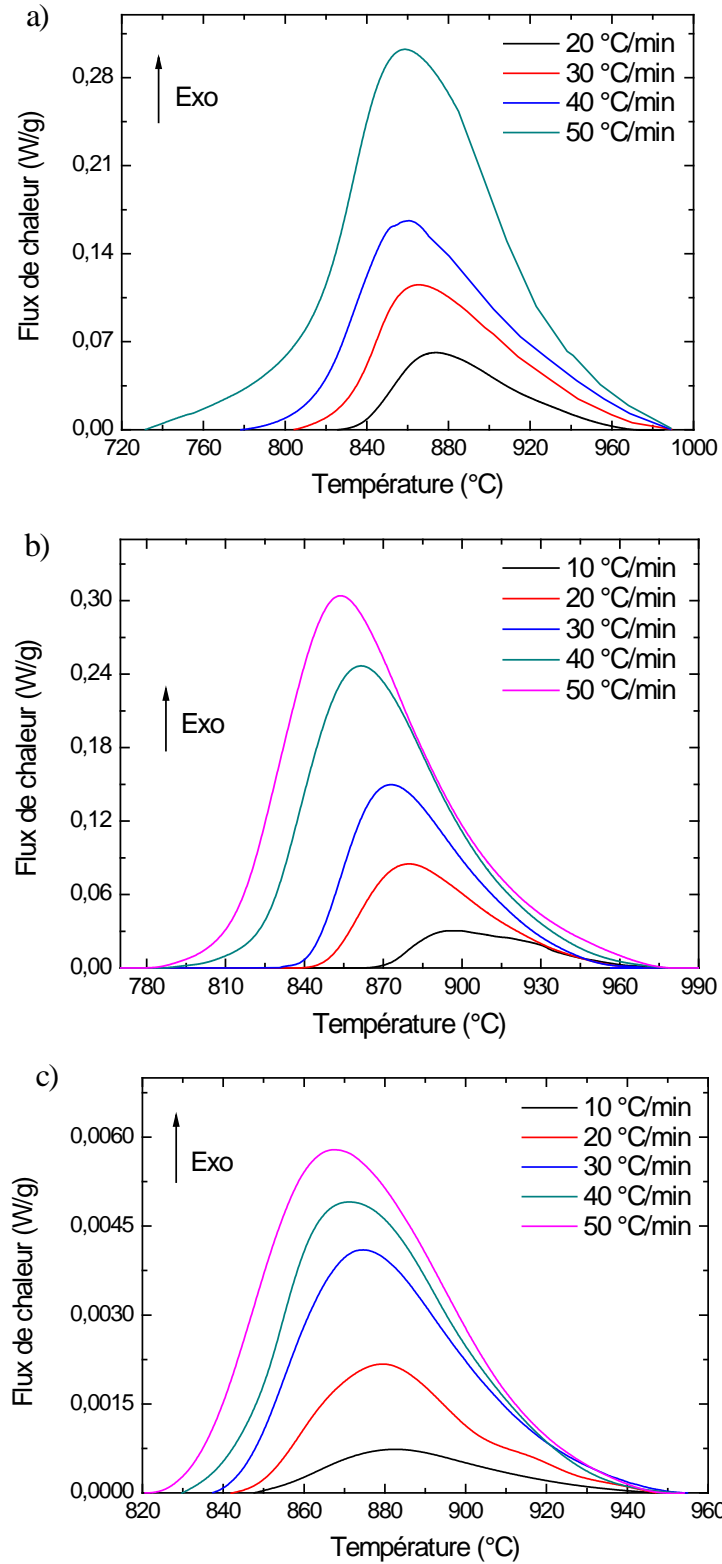 a)
0,28
0,21
0,14
0,07
0,00
Flux de chaleur (W/g)
Exo
20 °C/min
30 °C/min
40 °C/min
50 °C/min
720 760 800 840 880 920 960 1000
Température (°C)
b)
0,30
0,24
0,18
0,12
0,06
0,00
Flux de chaleur (W/g)
Exo
10 °C/min
20 °C/min
30 °C/min
40 °C/min
50 °C/min
780 810 840 870 900 930 960 990
Température (°C)
c)
0,0060
0,0045
0,0030
0,0015
0,0000
Flux de chaleur (W/g)
Exo
10 °C/min
20 °C/min
30 °C/min
40 °C/min
50 °C/min
820 840 860 880 900 920 940 960
Température (°C)